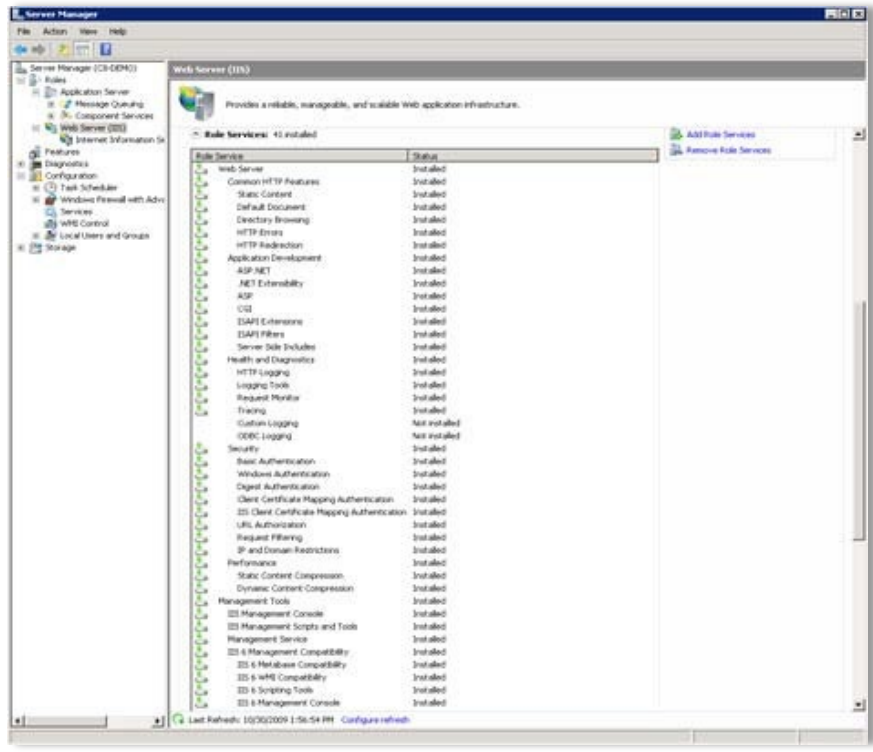 Server Manager
File Action View Help
Server Manager (CII-DEMO)
Roles
Application Server
Message Queuing
Component Services
Web Server (IIS)
Internet Information Se
Features
Diagnostics
Configuration
Task Scheduler
Windows Firewall with Adva
Services
WMI Control
Local Users and Groups
Storage
Web Server (IIS)
Provides a reliable, manageable, and scalable Web application infrastructure.
Role Services: 41 installed
Add Role Services
Remove Role Services
Role Service Status
Web Server Installed
Common HTTP Features Installed
Static Content Installed
Default Document Installed
Directory Browsing Installed
HTTP Errors Installed
HTTP Redirection Installed
Application Development Installed
ASP.NET Installed
.NET Extensibility Installed
ASP Installed
CGI Installed
ISAPI Extensions Installed
ISAPI Filters Installed
Server Side Includes Installed
Health and Diagnostics Installed
HTTP Logging Installed
Logging Tools Installed
Request Monitor Installed
Tracing Installed
Custom Logging Not installed
ODBC Logging Not installed
Security Installed
Basic Authentication Installed
Windows Authentication Installed
Digest Authentication Installed
Client Certificate Mapping Authentication Installed
IIS Client Certificate Mapping Authentication Installed
URL Authorization Installed
Request Filtering Installed
IP and Domain Restrictions Installed
Performance Installed
Static Content Compression Installed
Dynamic Content Compression Installed
Management Tools Installed
IIS Management Console Installed
IIS Management Scripts and Tools Installed
Management Service Installed
IIS 6 Management Compatibility Installed
IIS 6 Metabase Compatibility Installed
IIS 6 WMI Compatibility Installed
IIS 6 Scripting Tools Installed
IIS 6 Management Console Installed
Last Refresh: 10/30/2009 1:56:54 PM Configure refresh